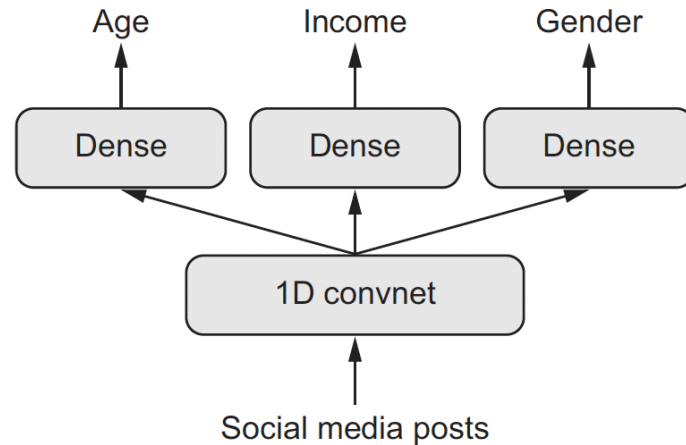 Age Income Gender
Dense Dense Dense
1D convnet
Social media posts